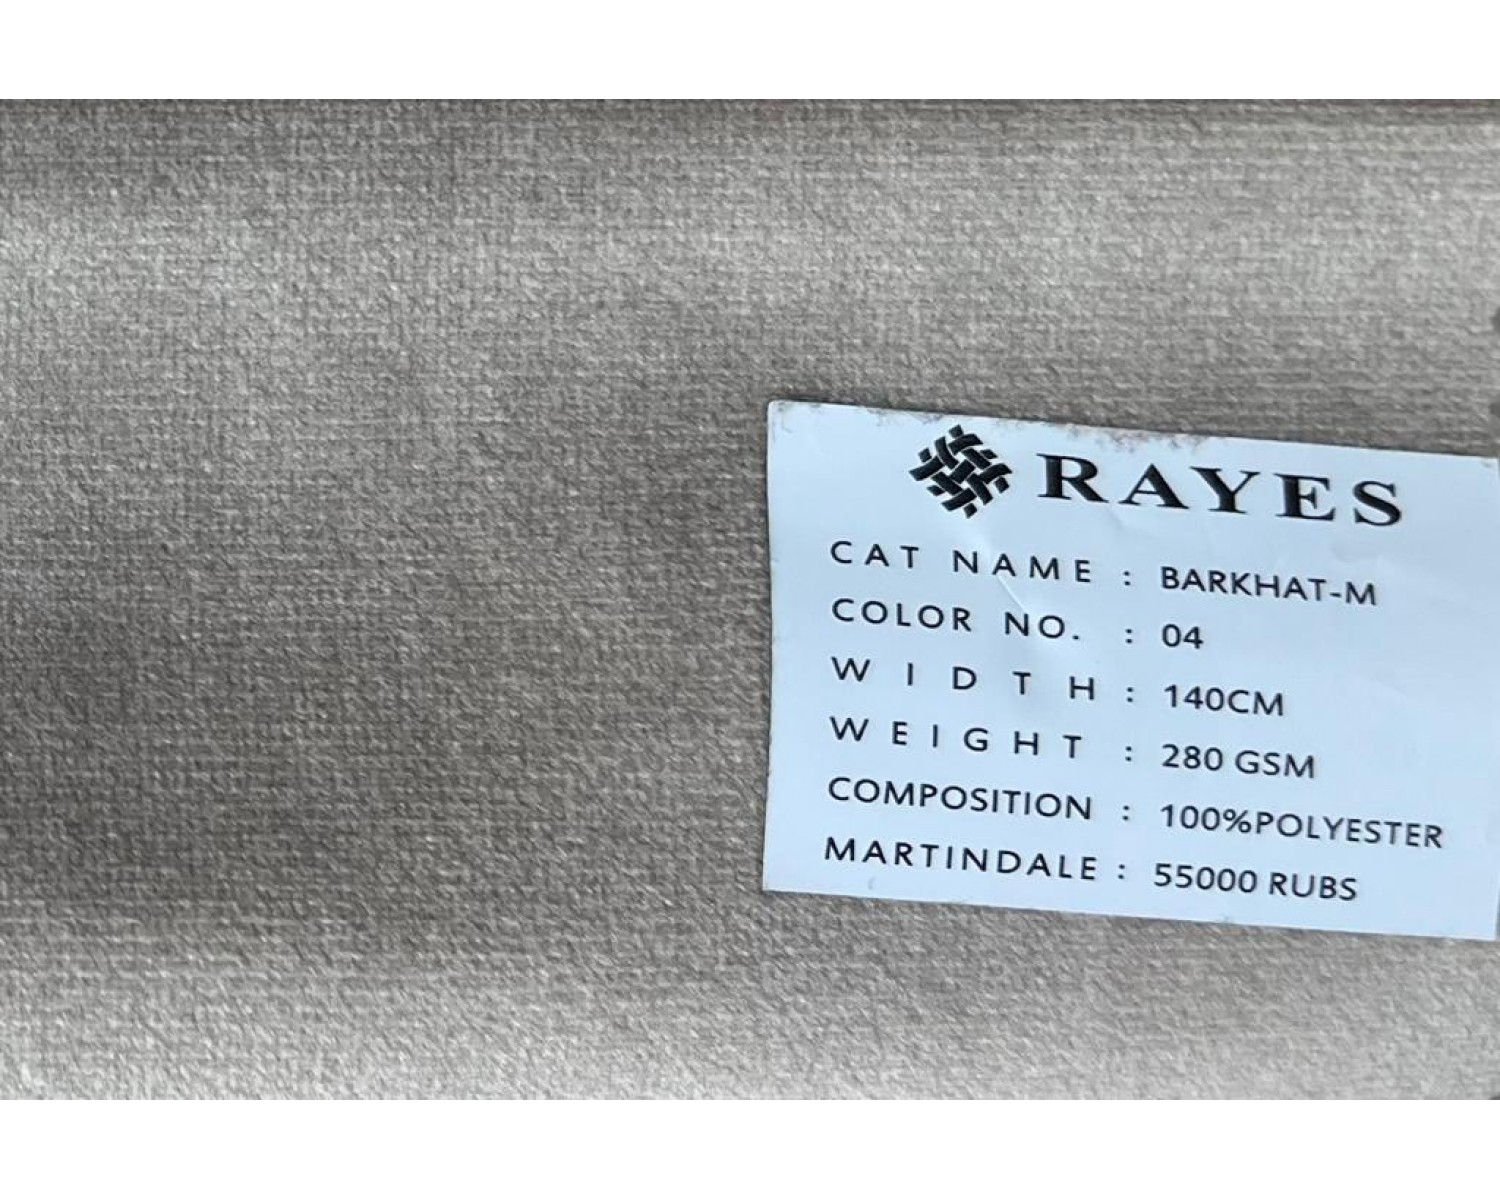 RAYES
CAT NAME : BARKHAT-M
COLOR NO. : 04
WIDTH : 140CM
WEIGHT : 280 GSM
COMPOSITION : 100%POLYESTER
MARTINDALE : 55000 RUBS